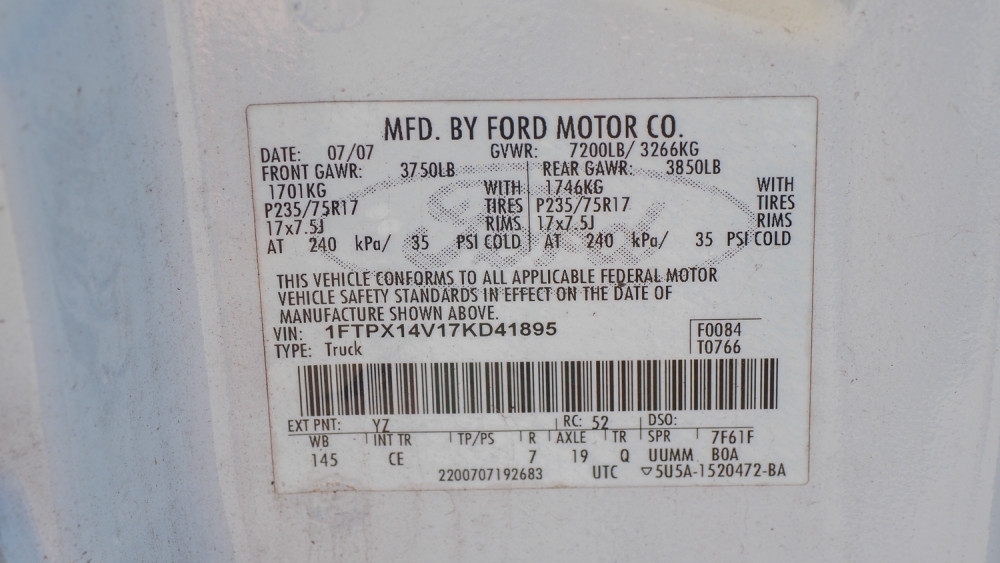 MFD. BY FORD MOTOR CO.
DATE: 07/07 GVWR: 7200LB/ 3266KG
FRONT GAWR: 3750LB REAR GAWR: 3850LB
1701KG WITH 1746KG WITH
P235/75R17 TIRES P235/75R17 TIRES
17x7.5J RIMS 17x7.5J RIMS
AT 240 kPa/ 35 PSI COLD AT 240 kPa/ 35 PSI COLD
Ford
THIS VEHICLE CONFORMS TO ALL APPLICABLE FEDERAL MOTOR
VEHICLE SAFETY STANDARDS IN EFFECT ON THE DATE OF
MANUFACTURE SHOWN ABOVE.
VIN: 1FTPX14V17KD41895 F0084
TYPE: Truck T0766
EXT PNT: YZ RC: 52 DSO:
WB INT TR TP/PS R AXLE TR SPR 7F61F
145 CE 7 19 Q UUMM BOA
2200707192683 UTC ▽5U5A-1520472-BA